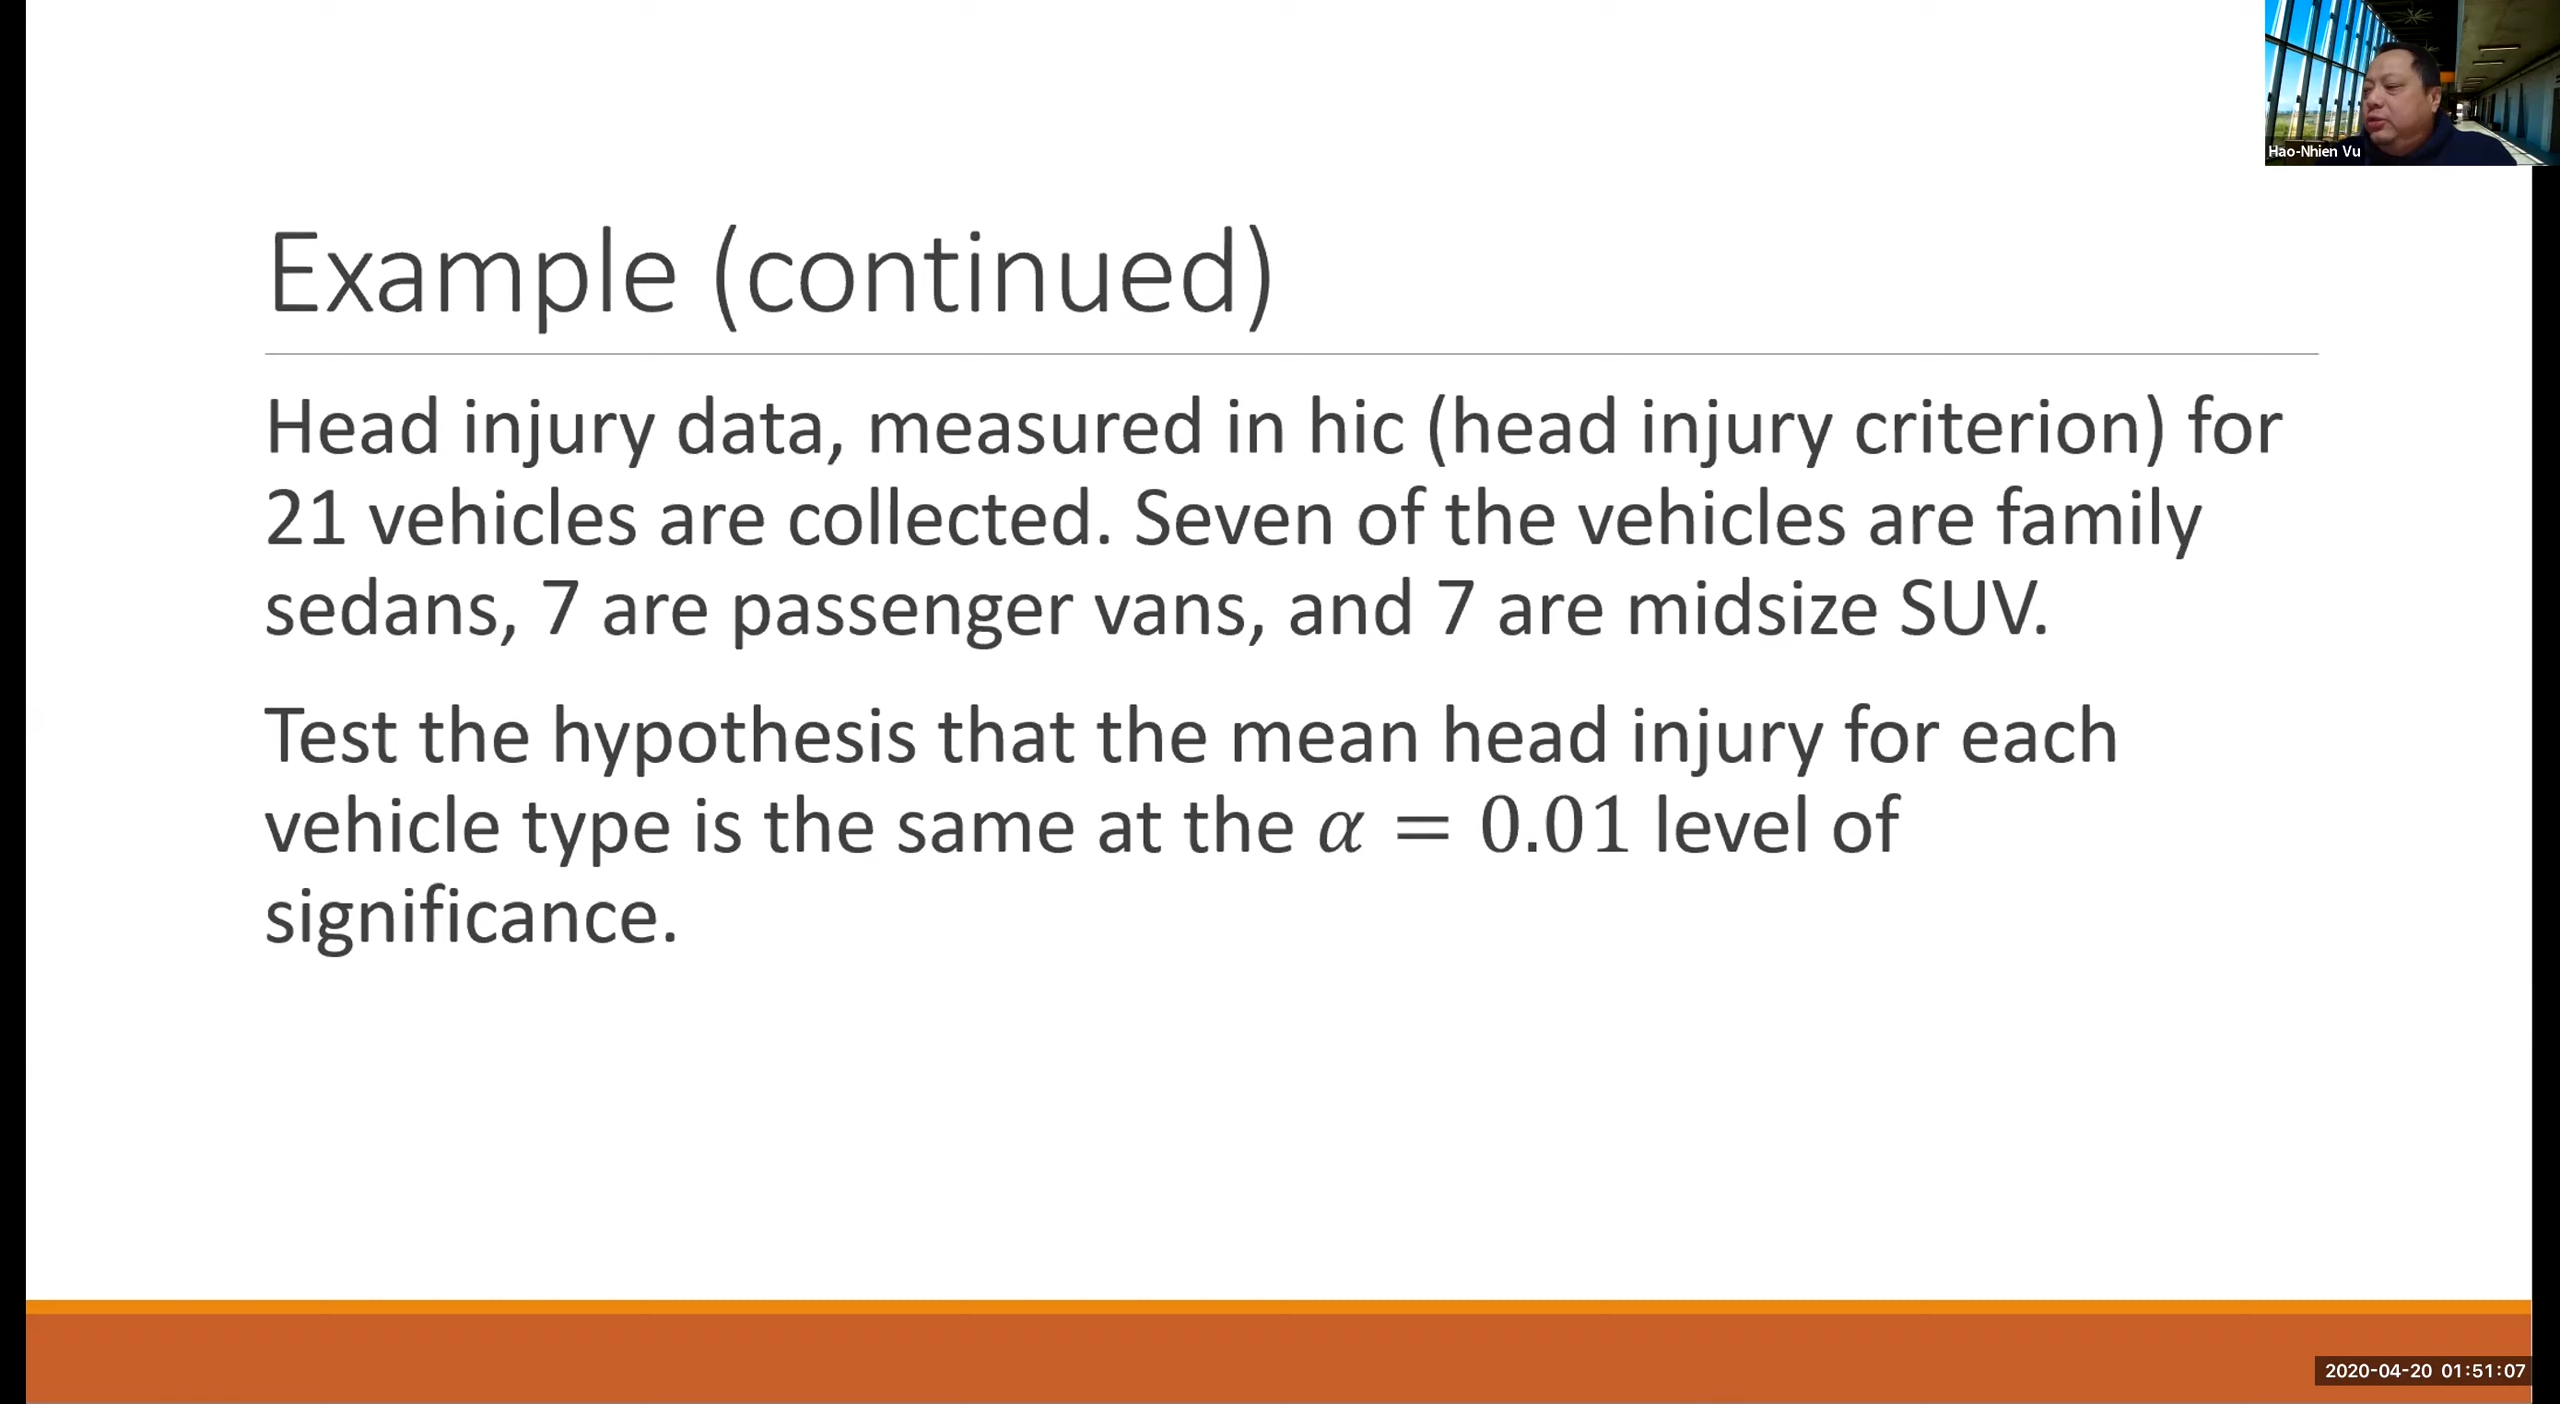 Hao-Nhien Vu
Example (continued)
Head injury data, measured in hic (head injury criterion) for
21 vehicles are collected. Seven of the vehicles are family
sedans, 7 are passenger vans, and 7 are midsize SUV.
Test the hypothesis that the mean head injury for each
vehicle type is the same at the α = 0.01 level of
significance.
2020-04-20 01:51:07